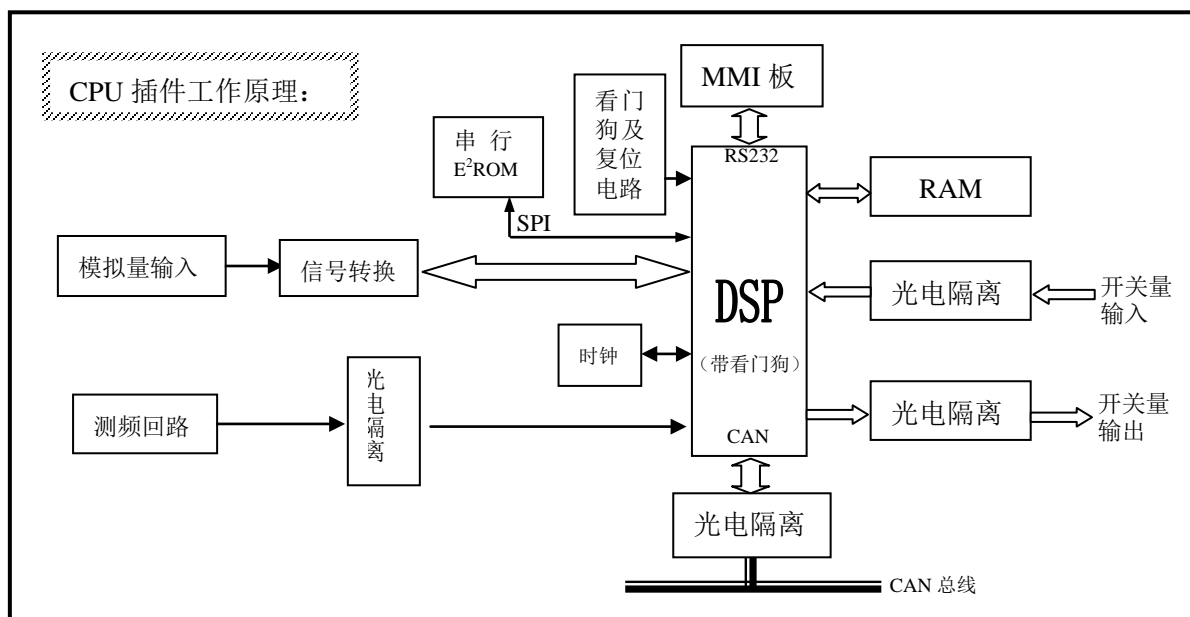 CPU 插件工作原理：
MMI 板
看门
狗及
复位
电路
串 行
E²ROM
RS232
RAM
SPI
模拟量输入
信号转换
DSP
（带看门狗）
光电隔离
开关量
输入
时钟
测频回路
光
电
隔
离
光电隔离
开关量
输出
CAN
光电隔离
CAN 总线